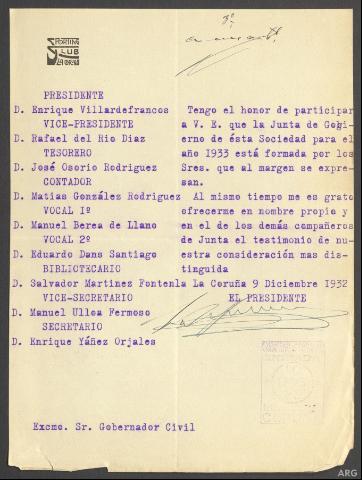 SPORTING
CLUB
PRESIDENTE
D. Enrique Villardefrancos
VICE-PRESIDENTE
D. Rafael del Rio Diaz
TESORERO
D. José Osorio Rodriguez
CONTADOR
D. Matias González Rodriguez
VOCAL 1º
D. Manuel Berea de Llano
VOCAL 2º
D. Eduardo Dans Santiago
BIBLIOTECARIO
D. Salvador Martinez Fontenla
VICE-SECRETARIO
D. Manuel Ulloa Fermoso
SECRETARIO
D. Enrique Yáñez Orjales
Tengo el honor de participar
a V. E. que la Junta de Gobi-
erno de ésta Sociedad para el
año 1933 está formada por los
Sres. que al margen se expre-
san.
Al mismo tiempo me es grato
ofrecerme en nombre propio y
en el de los demás compañeros
de Junta el testimonio de nu-
estra consideración mas dis-
tinguida
La Coruña 9 Diciembre 1932
EL PRESIDENTE
Excmo. Sr. Gobernador Civil
ARG